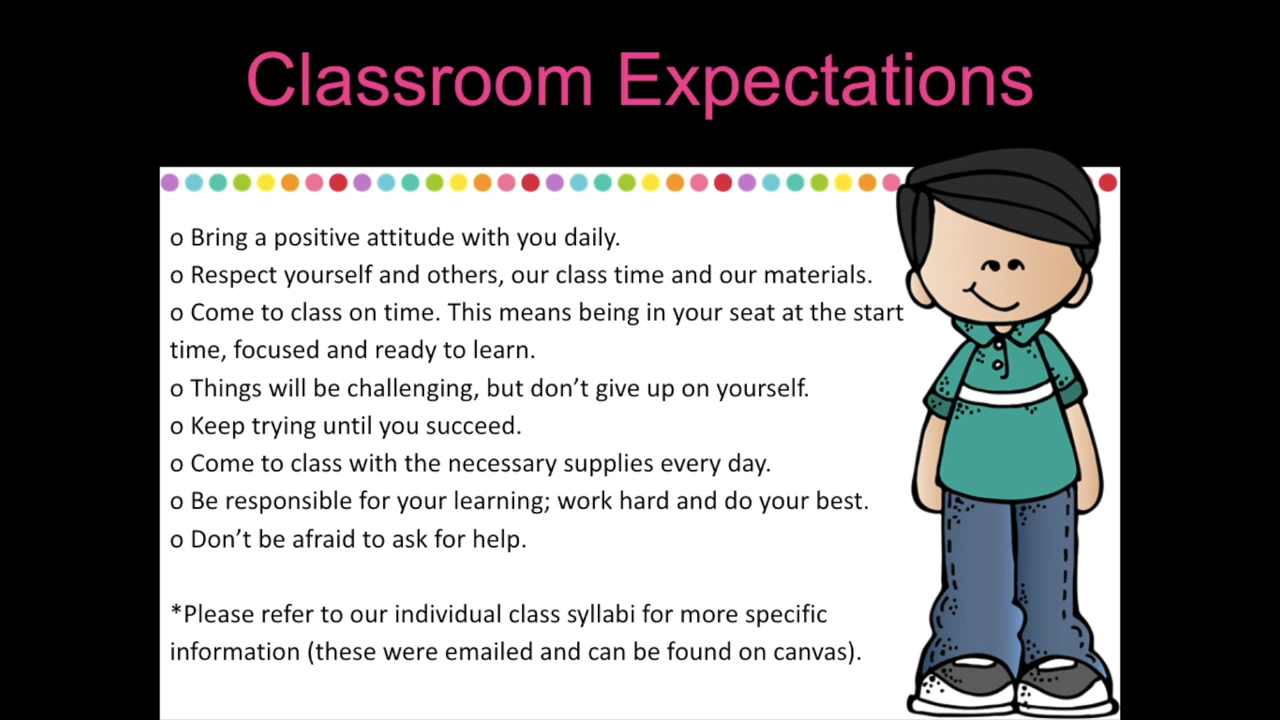 Classroom Expectations
o Bring a positive attitude with you daily.
o Respect yourself and others, our class time and our materials.
o Come to class on time. This means being in your seat at the start
time, focused and ready to learn.
o Things will be challenging, but don’t give up on yourself.
o Keep trying until you succeed.
o Come to class with the necessary supplies every day.
o Be responsible for your learning; work hard and do your best.
o Don’t be afraid to ask for help.
*Please refer to our individual class syllabi for more specific
information (these were emailed and can be found on canvas).